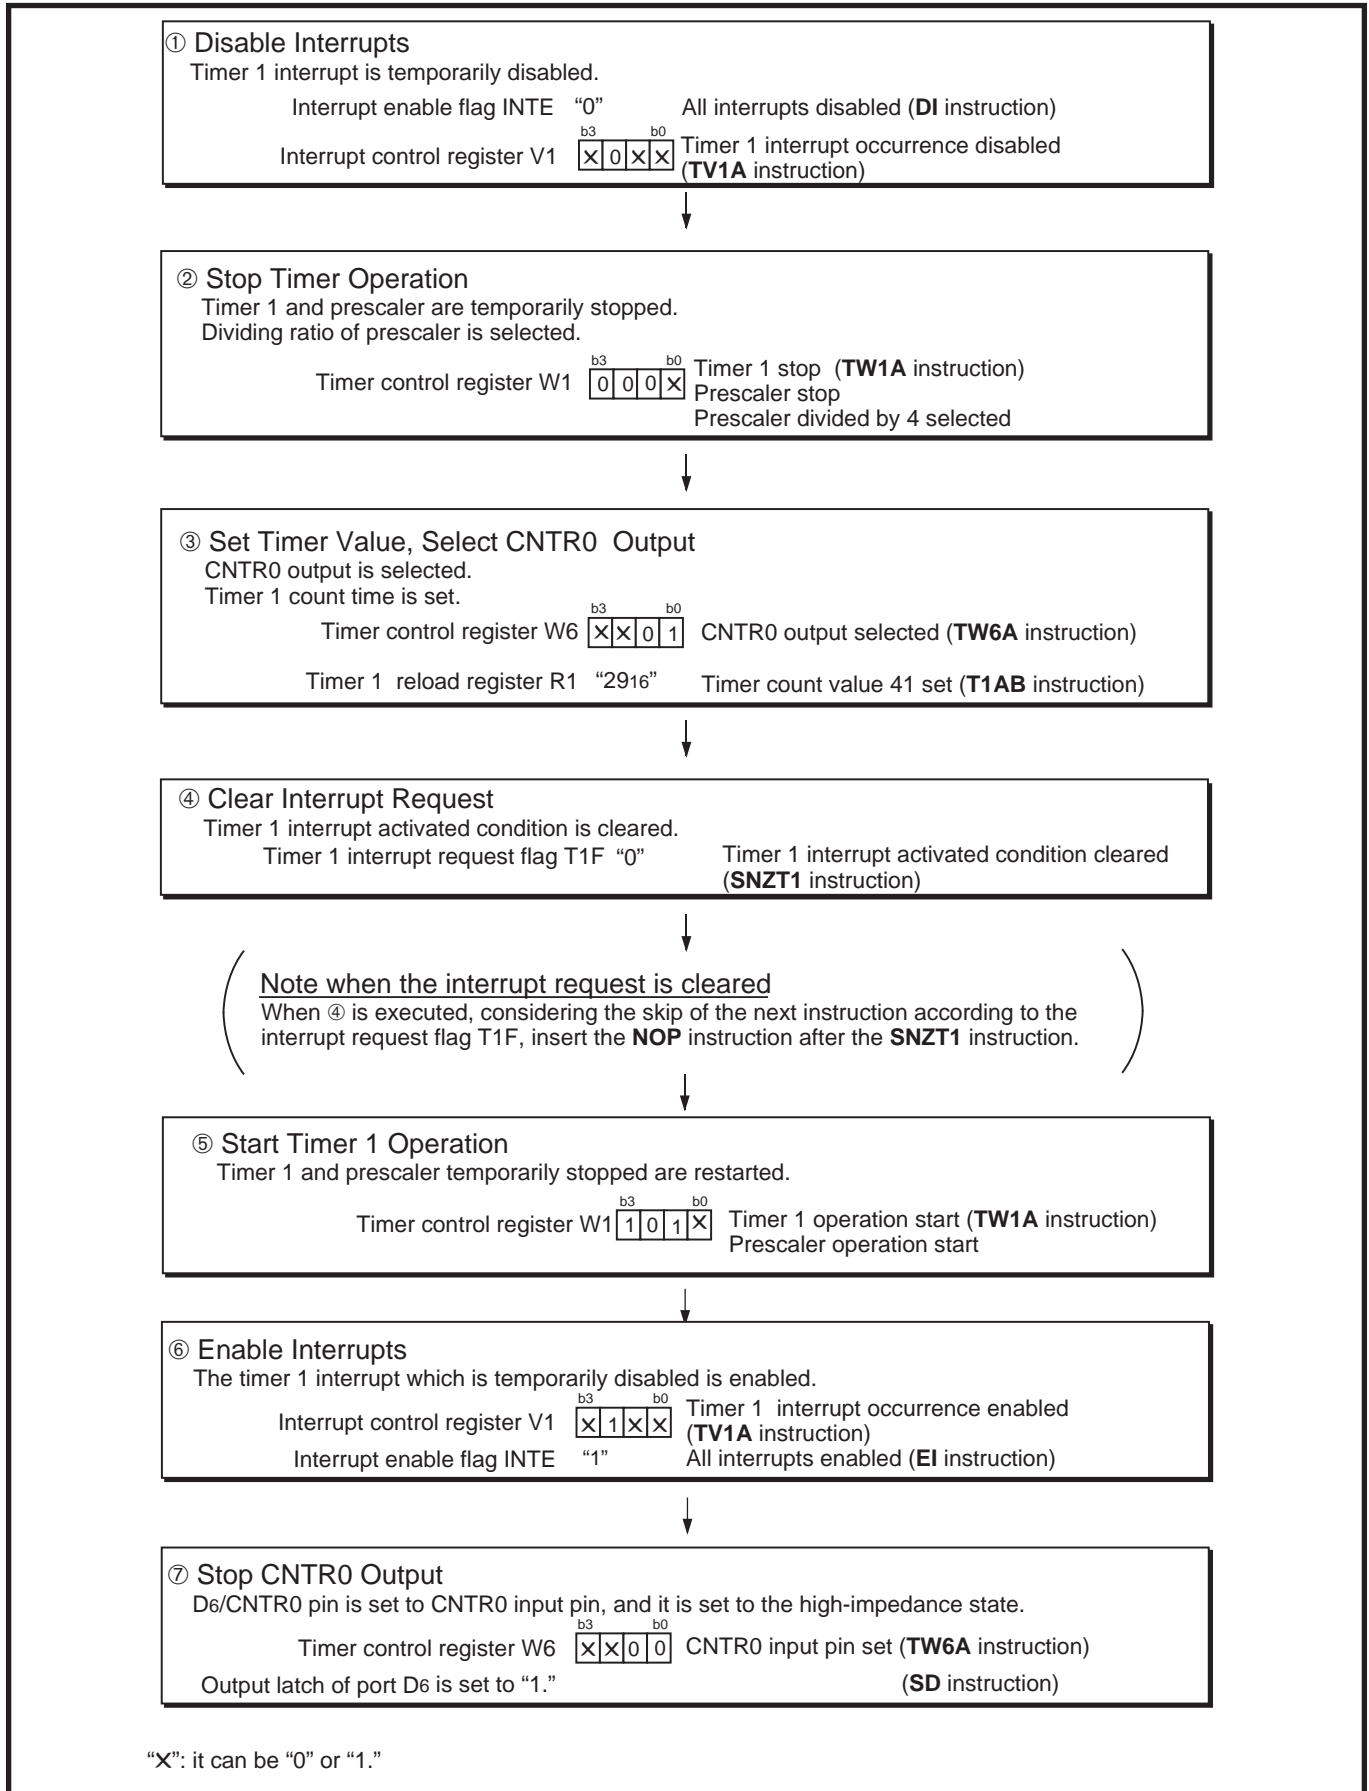 ① Disable Interrupts
Timer 1 interrupt is temporarily disabled.
Interrupt enable flag INTE “0” All interrupts disabled (DI instruction)
b3 b0
Interrupt control register V1 X 0 X X Timer 1 interrupt occurrence disabled
(TV1A instruction)
② Stop Timer Operation
Timer 1 and prescaler are temporarily stopped.
Dividing ratio of prescaler is selected.
b3 b0
Timer control register W1 0 0 0 X Timer 1 stop (TW1A instruction)
Prescaler stop
Prescaler divided by 4 selected
③ Set Timer Value, Select CNTR0 Output
CNTR0 output is selected.
Timer 1 count time is set.
b3 b0
Timer control register W6 X X 0 1 CNTR0 output selected (TW6A instruction)
Timer 1 reload register R1 “2916” Timer count value 41 set (T1AB instruction)
④ Clear Interrupt Request
Timer 1 interrupt activated condition is cleared.
Timer 1 interrupt request flag T1F “0” Timer 1 interrupt activated condition cleared
(SNZT1 instruction)
Note when the interrupt request is cleared
When ④ is executed, considering the skip of the next instruction according to the
interrupt request flag T1F, insert the NOP instruction after the SNZT1 instruction.
⑤ Start Timer 1 Operation
Timer 1 and prescaler temporarily stopped are restarted.
b3 b0
Timer control register W1 1 0 1 X Timer 1 operation start (TW1A instruction)
Prescaler operation start
⑥ Enable Interrupts
The timer 1 interrupt which is temporarily disabled is enabled.
b3 b0
Interrupt control register V1 X 1 X X Timer 1 interrupt occurrence enabled
(TV1A instruction)
Interrupt enable flag INTE “1” All interrupts enabled (EI instruction)
⑦ Stop CNTR0 Output
D6/CNTR0 pin is set to CNTR0 input pin, and it is set to the high-impedance state.
b3 b0
Timer control register W6 X X 0 0 CNTR0 input pin set (TW6A instruction)
Output latch of port D6 is set to “1.” (SD instruction)
“X”: it can be “0” or “1.”